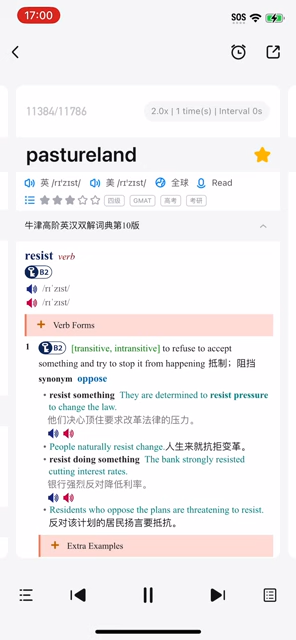 17:00
SOS
11384/11786
2.0x | 1 time(s) | Interval 0s
pastureland
英 /rɪ'zɪst/ 美 /rɪ'zɪst/ 全球 Read
四级 GMAT 高考 考研
牛津高阶英汉双解词典第10版
resist verb
B2
/rɪˈzɪst/
/rɪˈzɪst/
+ Verb Forms
1 B2 [transitive, intransitive] to refuse to accept
something and try to stop it from happening 抵制；阻挡
synonym oppose
• resist something They are determined to resist pressure
to change the law.
他们决心顶住要求改革法律的压力。
• People naturally resist change.人生来就抗拒变革。
• resist doing something The bank strongly resisted
cutting interest rates.
银行强烈反对降低利率。
• Residents who oppose the plans are threatening to resist.
反对该计划的居民扬言要抵抗。
+ Extra Examples